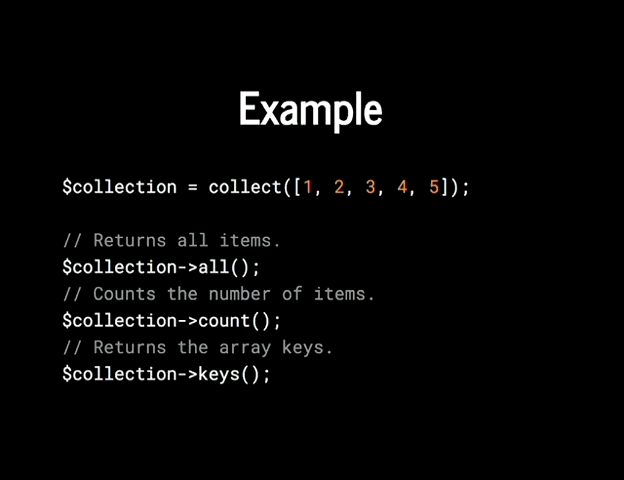 Example
$collection = collect([1, 2, 3, 4, 5]);
// Returns all items.
$collection->all();
// Counts the number of items.
$collection->count();
// Returns the array keys.
$collection->keys();